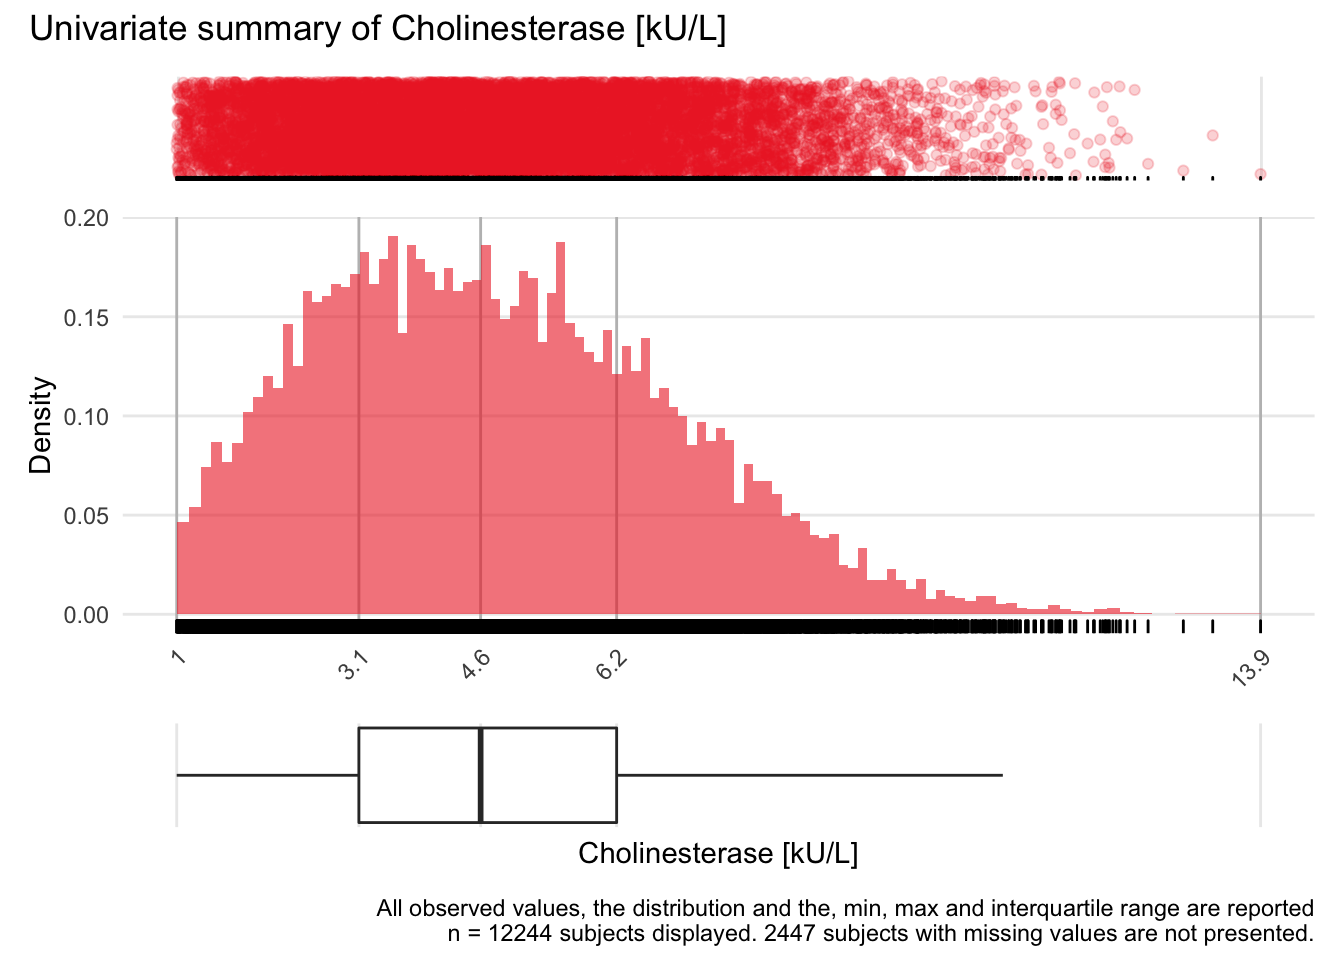 Univariate summary of Cholinesterase [kU/L]
0.20
0.15
0.10
0.05
0.00
Density
1
3.1
4.6
6.2
13.9
Cholinesterase [kU/L]
All observed values, the distribution and the, min, max and interquartile range are reported
n = 12244 subjects displayed. 2447 subjects with missing values are not presented.